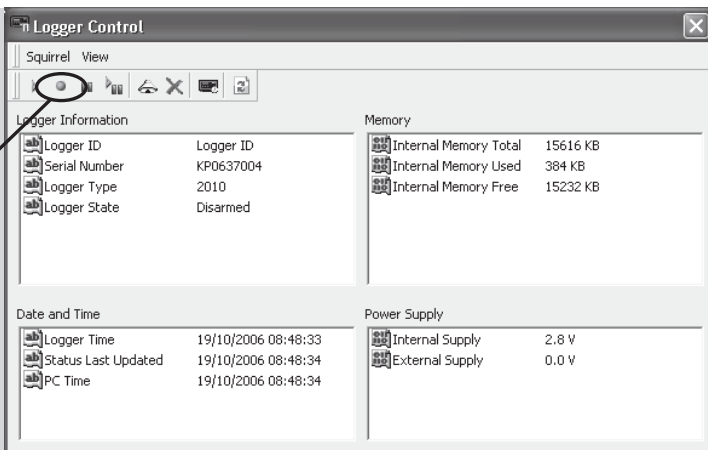 Logger Control
Squirrel View
Logger Information
Logger ID Logger ID
Serial Number KP0637004
Logger Type 2010
Logger State Disarmed
Memory
Internal Memory Total 15616 KB
Internal Memory Used 384 KB
Internal Memory Free 15232 KB
Date and Time
Logger Time 19/10/2006 08:48:33
Status Last Updated 19/10/2006 08:48:34
PC Time 19/10/2006 08:48:34
Power Supply
Internal Supply 2.8 V
External Supply 0.0 V